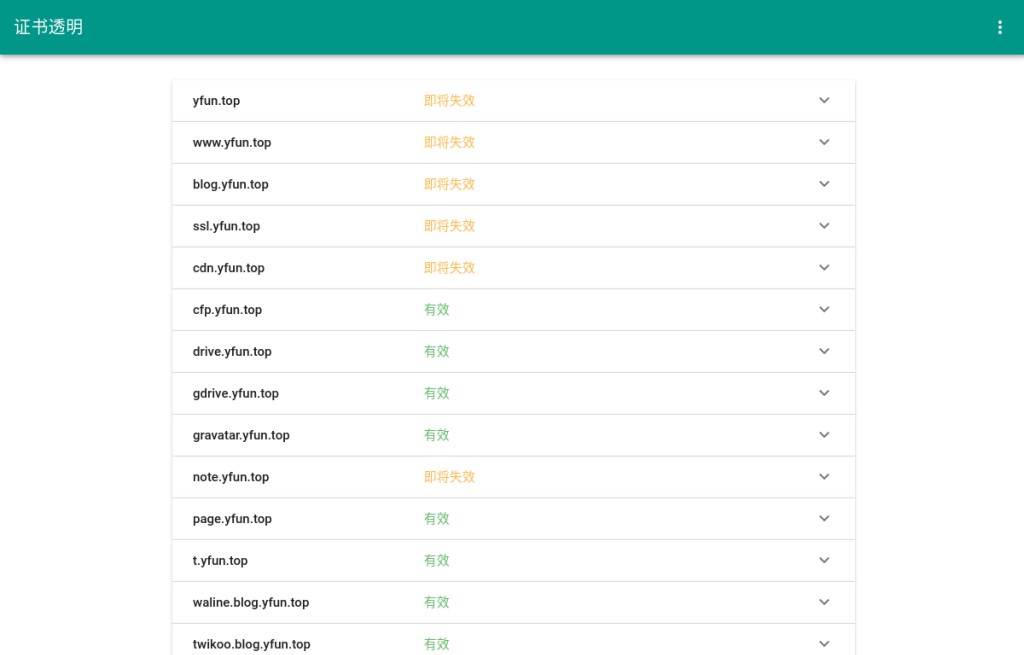 证书透明
yfun.top 即将失效
www.yfun.top 即将失效
blog.yfun.top 即将失效
ssl.yfun.top 即将失效
cdn.yfun.top 即将失效
cfp.yfun.top 有效
drive.yfun.top 有效
gdrive.yfun.top 有效
gravatar.yfun.top 有效
note.yfun.top 即将失效
page.yfun.top 有效
t.yfun.top 有效
waline.blog.yfun.top 有效
twikoo.blog.yfun.top 有效